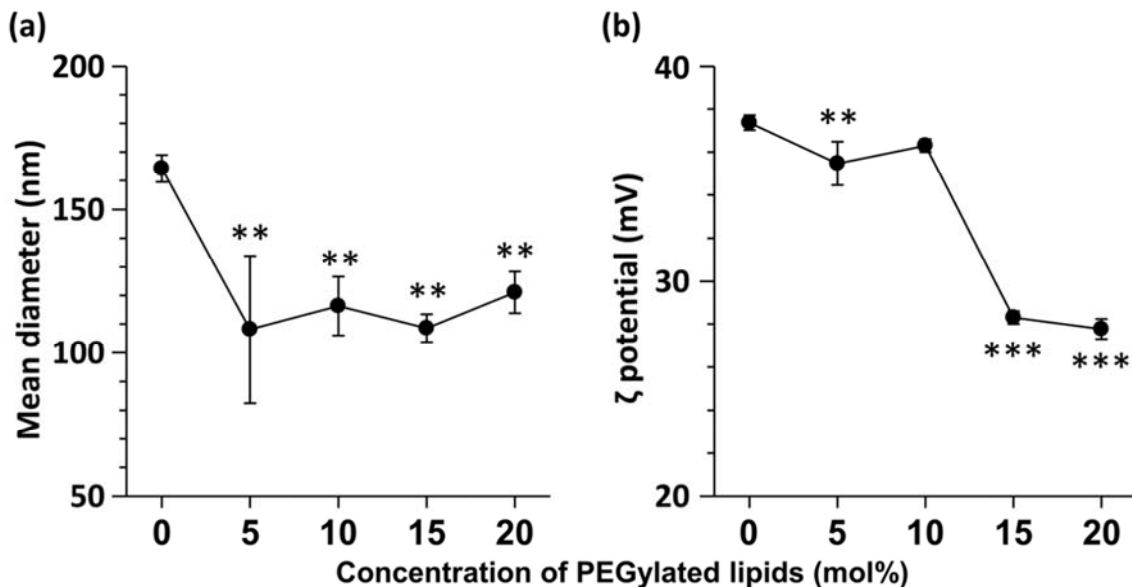 (a)
200
150
100
50
Mean diameter (nm)
**
**
**
**
0 5 10 15 20
(b)
40
30
20
ζ potential (mV)
**
***
***
0 5 10 15 20
Concentration of PEGylated lipids (mol%)